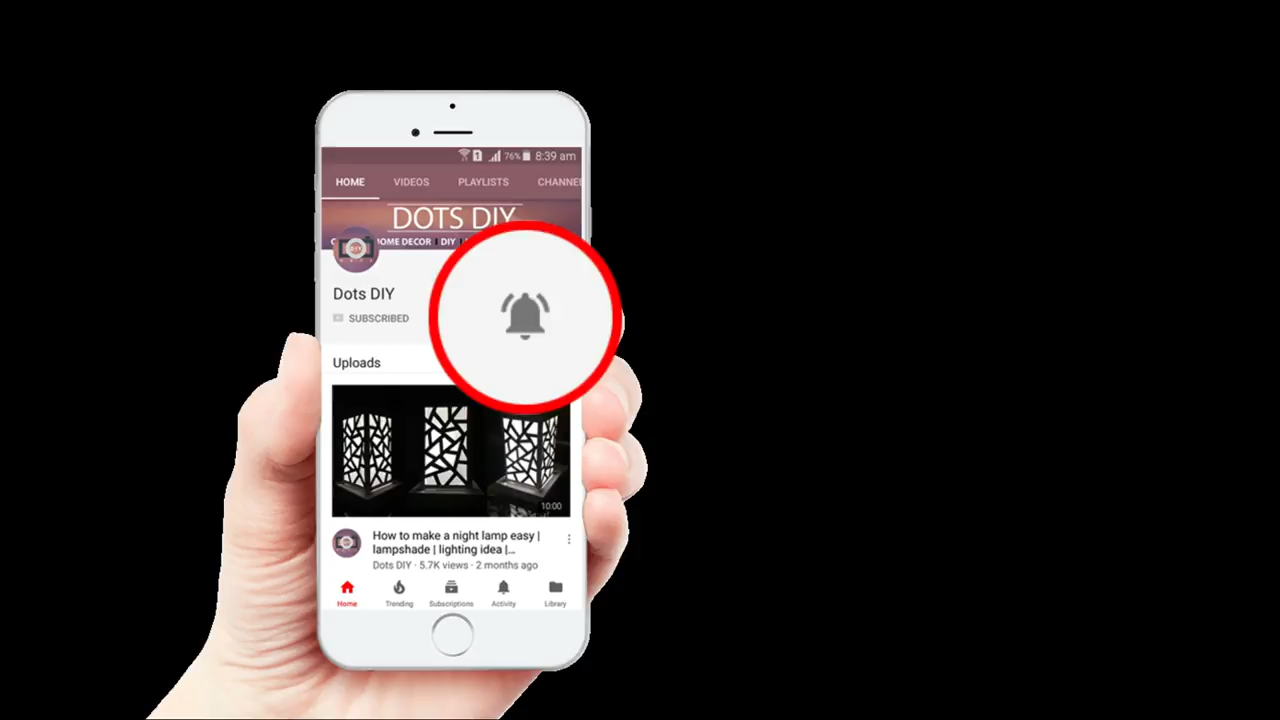 76% 8:39 am
HOME VIDEOS PLAYLISTS CHANNE
DOTS DIY
OME DECOR | DIY |
Dots DIY
SUBSCRIBED
Uploads
10:00
How to make a night lamp easy |
lampshade | lighting idea |...
Dots DIY · 5.7K views · 2 months ago
Home Trending Subscriptions Activity Library